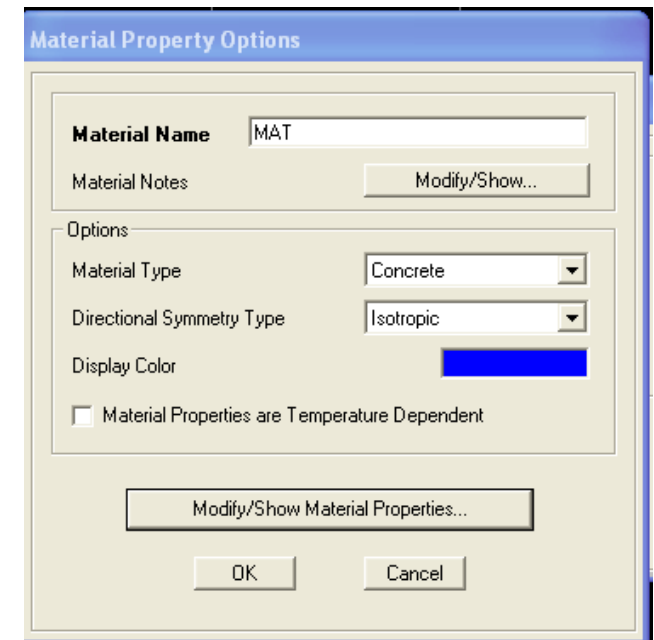 Material Property Options
Material Name MAT
Material Notes Modify/Show...
Options
Material Type Concrete
Directional Symmetry Type Isotropic
Display Color
Material Properties are Temperature Dependent
Modify/Show Material Properties...
OK Cancel